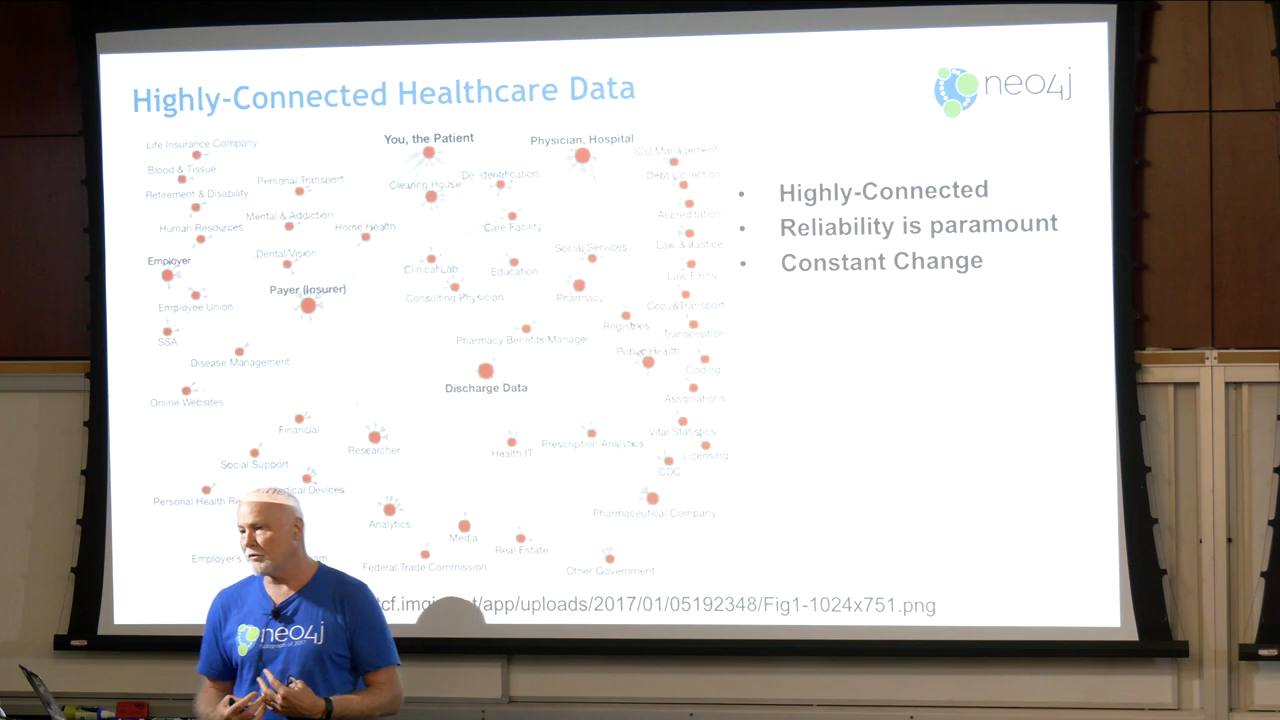 Highly-Connected Healthcare Data
neo4j
Life Insurance Company
You, the Patient
Physician, Hospital
ICU Management
Blood & Tissue
Personal Transport
Clearing House
De-identification
Debt Collection
Retirement & Disability
Mental & Addiction
Care Facility
Accreditation
Human Resources
Home Health
Social Services
Law & Justice
Employer
Dental/Vision
Clinical Lab
Education
Law Firms
Payer (Insurer)
Consulting Physician
Pharmacy
Employee Union
Copy&Transport
SSA
Registries
Transcription
Pharmacy Benefits Manager
Disease Management
Public Health
Coding
Discharge Data
Online Websites
Associations
Financial
Researcher
Health IT
Prescription Analytics
Vital Statistics
Licensing
Social Support
CDC
Personal Health
edical Devices
Analytics
Pharmaceutical Company
Media
Real Estate
Employer's
Federal Trade Commission
Other Government
• Highly-Connected
• Reliability is paramount
• Constant Change
/app/uploads/2017/01/05192348/Fig1-1024x751.png
neo4j